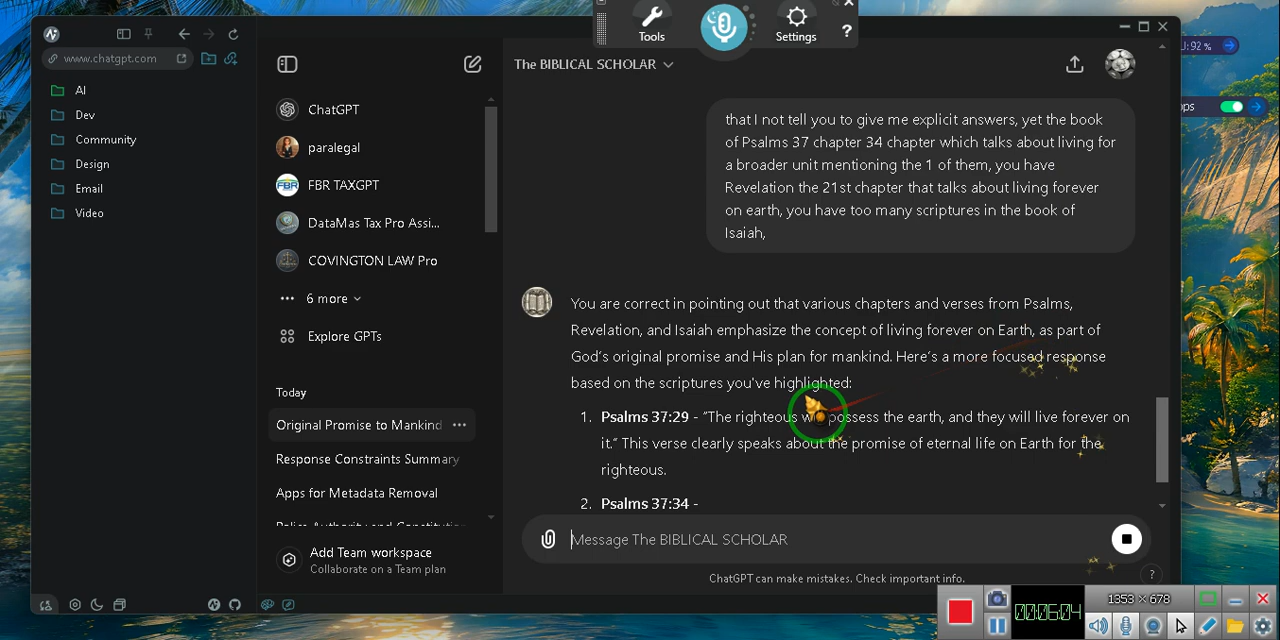 Tools
Settings
?
www.chatgpt.com
AI
Dev
Community
Design
Email
Video
ChatGPT
paralegal
FBR
FBR TAXGPT
DataMas Tax Pro Assi...
COVINGTON LAW Pro
6 more
Explore GPTs
Today
Original Promise to Mankind
Response Constraints Summary
Apps for Metadata Removal
Add Team workspace
Collaborate on a Team plan
The BIBLICAL SCHOLAR
that I not tell you to give me explicit answers, yet the book
of Psalms 37 chapter 34 chapter which talks about living for
a broader unit mentioning the 1 of them, you have
Revelation the 21st chapter that talks about living forever
on earth, you have too many scriptures in the book of
Isaiah,
You are correct in pointing out that various chapters and verses from Psalms,
Revelation, and Isaiah emphasize the concept of living forever on Earth, as part of
God's original promise and His plan for mankind. Here's a more focused response
based on the scriptures you've highlighted:
1. Psalms 37:29 - "The righteous will possess the earth, and they will live forever on
it." This verse clearly speaks about the promise of eternal life on Earth for the
righteous.
2. Psalms 37:34 -
Message The BIBLICAL SCHOLAR
ChatGPT can make mistakes. Check important info.
?
: 92 %
ops
00:06:04
1353 × 678